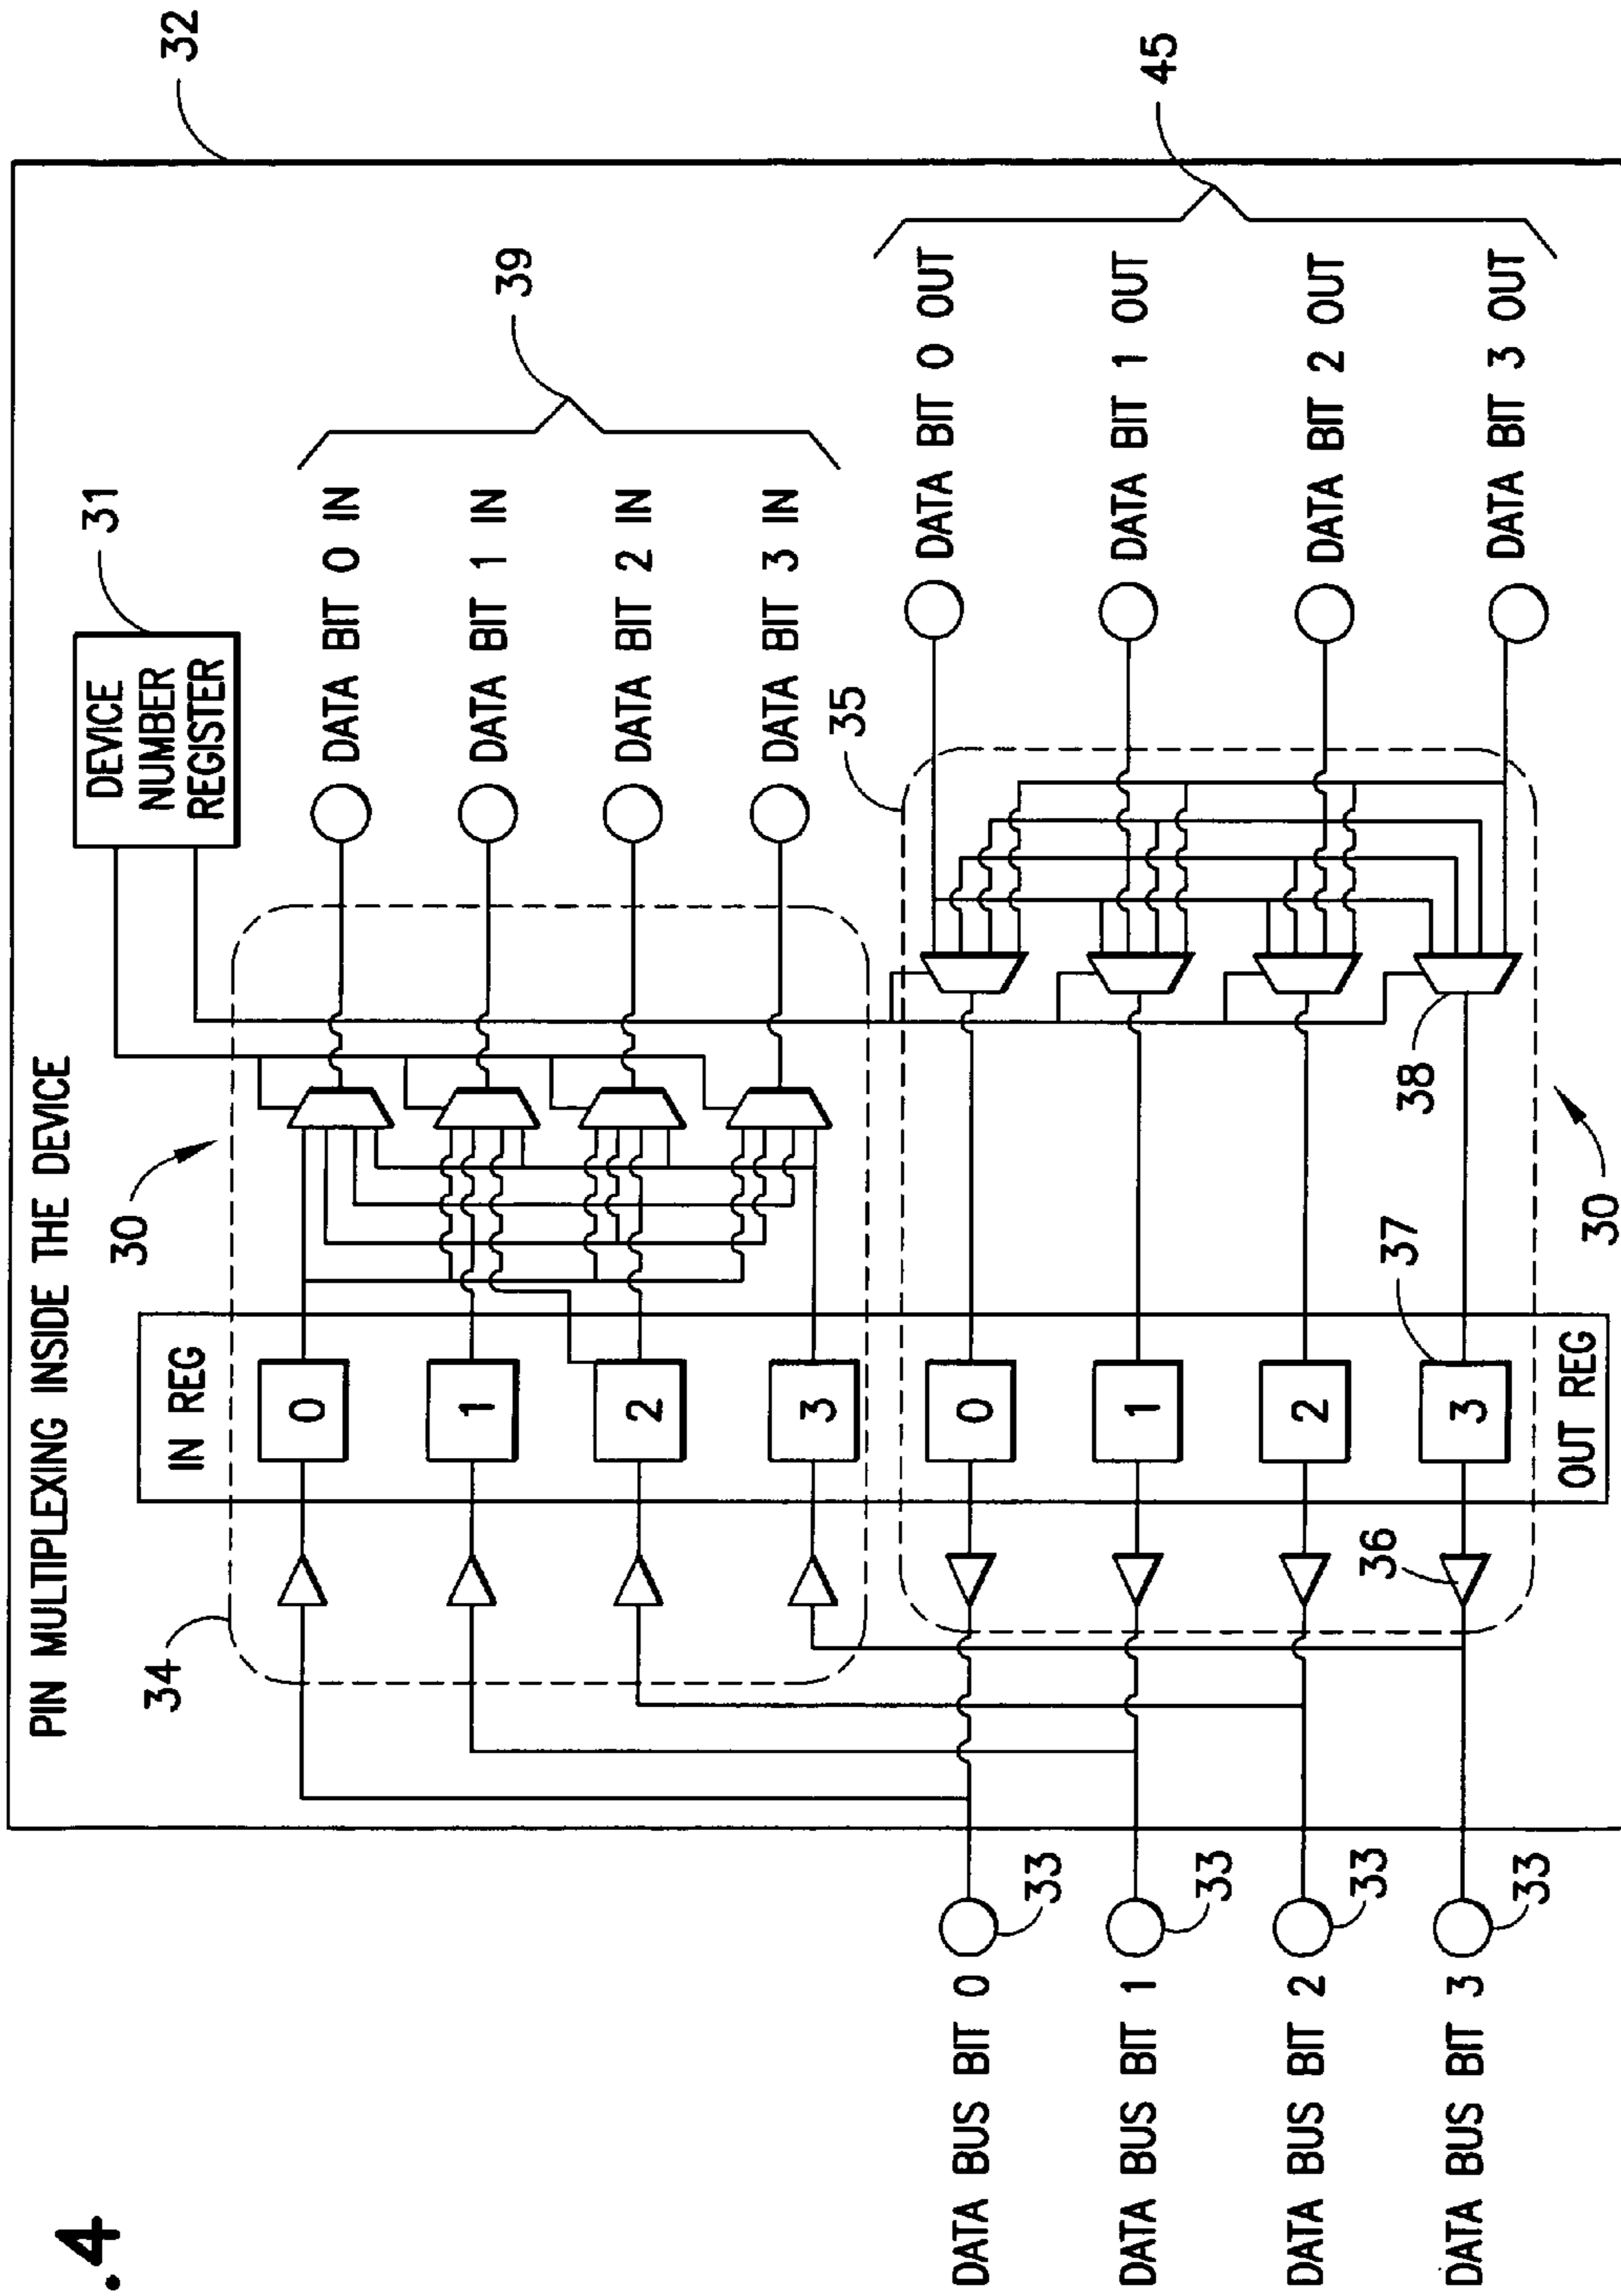 .4
PIN MULTIPLEXING INSIDE THE DEVICE
32
31
DEVICE
NUMBER
REGISTER
30
34
IN REG
0
1
2
3
DATA BIT 0 IN
DATA BIT 1 IN
DATA BIT 2 IN
DATA BIT 3 IN
39
35
DATA BUS BIT 0
33
0
DATA BIT 0 OUT
DATA BUS BIT 1
33
1
DATA BIT 1 OUT
45
DATA BUS BIT 2
33
2
DATA BIT 2 OUT
DATA BUS BIT 3
33
36
3
37
38
DATA BIT 3 OUT
OUT REG
30